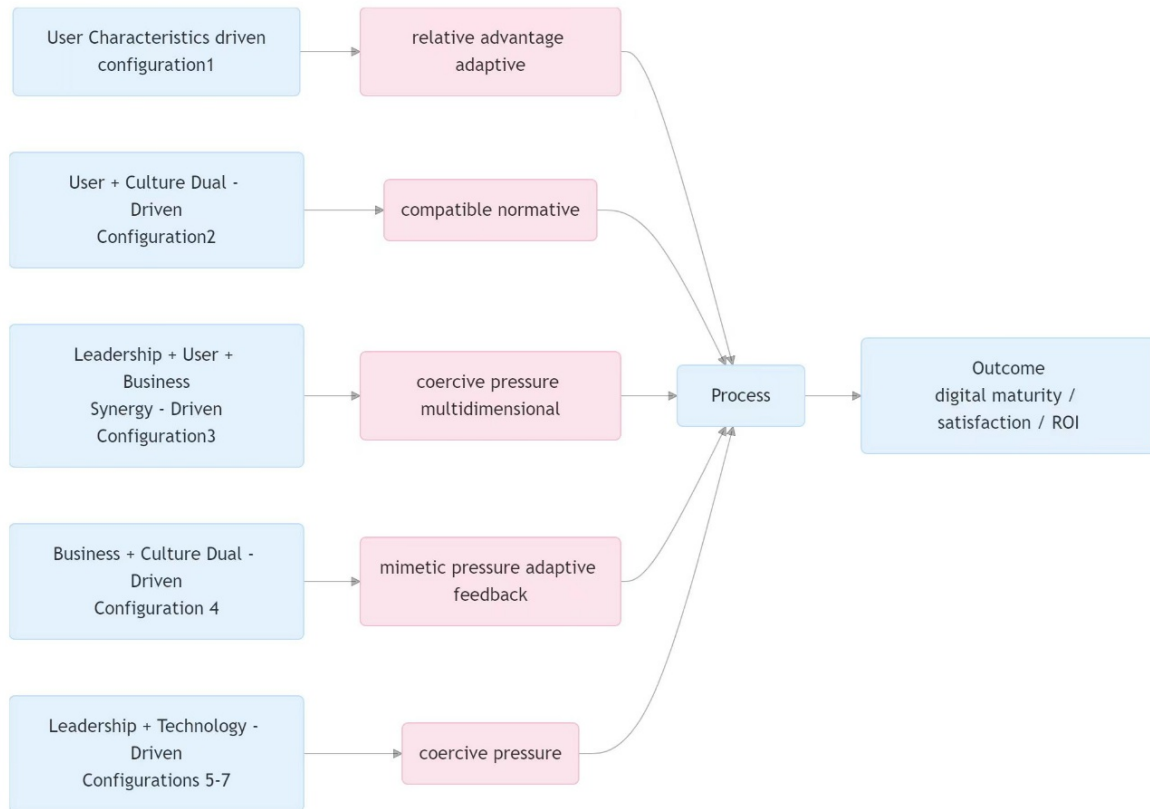 User Characteristics driven
configuration1
relative advantage
adaptive
User + Culture Dual -
Driven
Configuration2
compatible normative
Leadership + User +
Business
Synergy - Driven
Configuration3
coercive pressure
multidimensional
Process
Outcome
digital maturity /
satisfaction / ROI
Business + Culture Dual -
Driven
Configuration 4
mimetic pressure adaptive
feedback
Leadership + Technology -
Driven
Configurations 5-7
coercive pressure